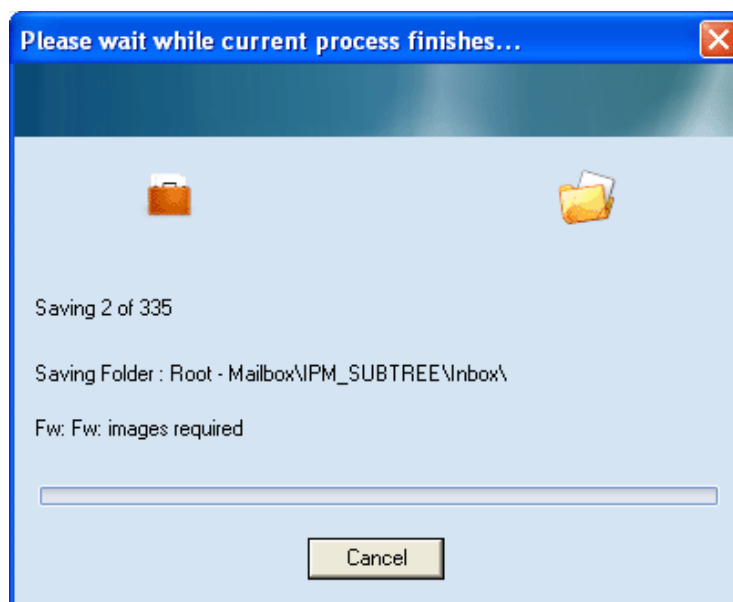 Please wait while current process finishes...
Saving 2 of 335
Saving Folder : Root - Mailbox\IPM_SUBTREE\Inbox\
Fw: Fw: images required
Cancel